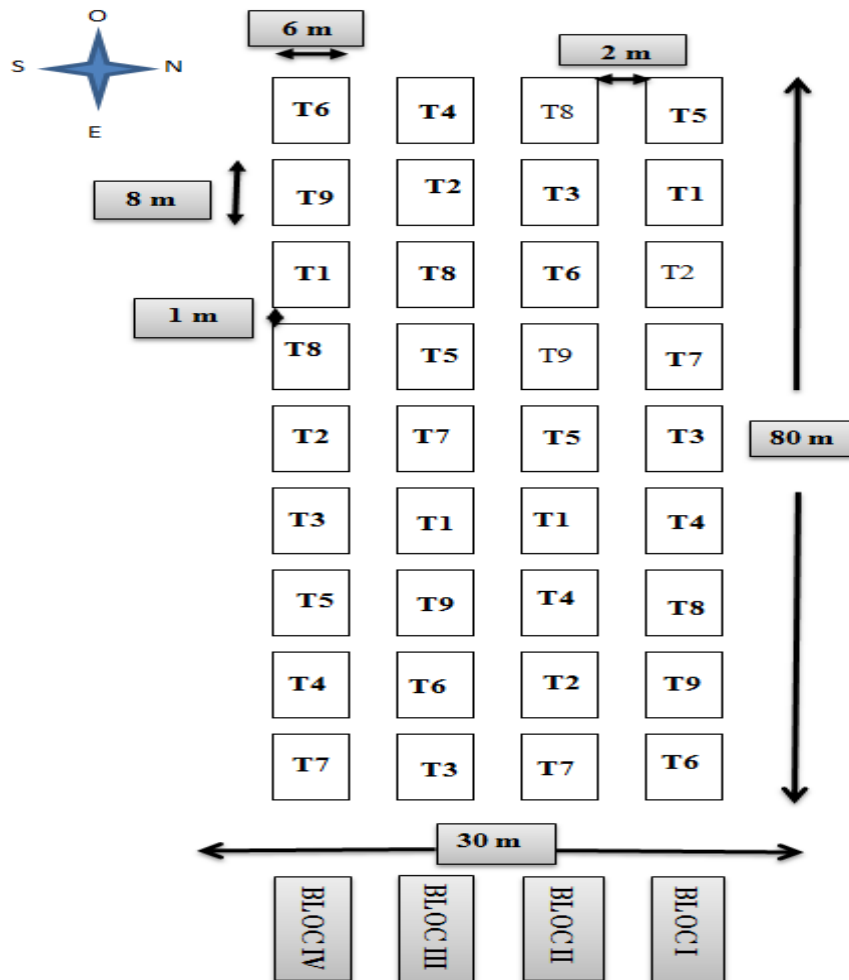 O
S N
E
6 m
2 m
T6 T4 T8 T5
8 m
T9 T2 T3 T1
T1 T8 T6 T2
1 m
T8 T5 T9 T7
T2 T7 T5 T3
80 m
T3 T1 T1 T4
T5 T9 T4 T8
T4 T6 T2 T9
T7 T3 T7 T6
30 m
BLOC IV
BLOC III
BLOC II
BLOC I